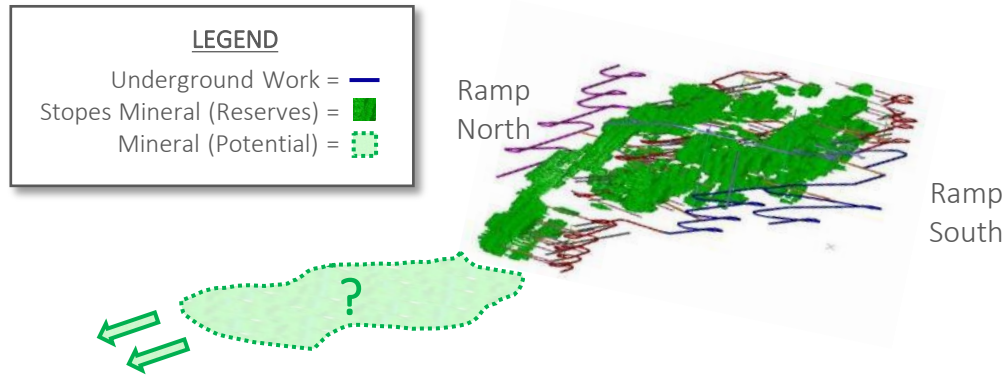 LEGEND
Underground Work =
Stopes Mineral (Reserves) =
Mineral (Potential) =
Ramp
North
Ramp
South
?